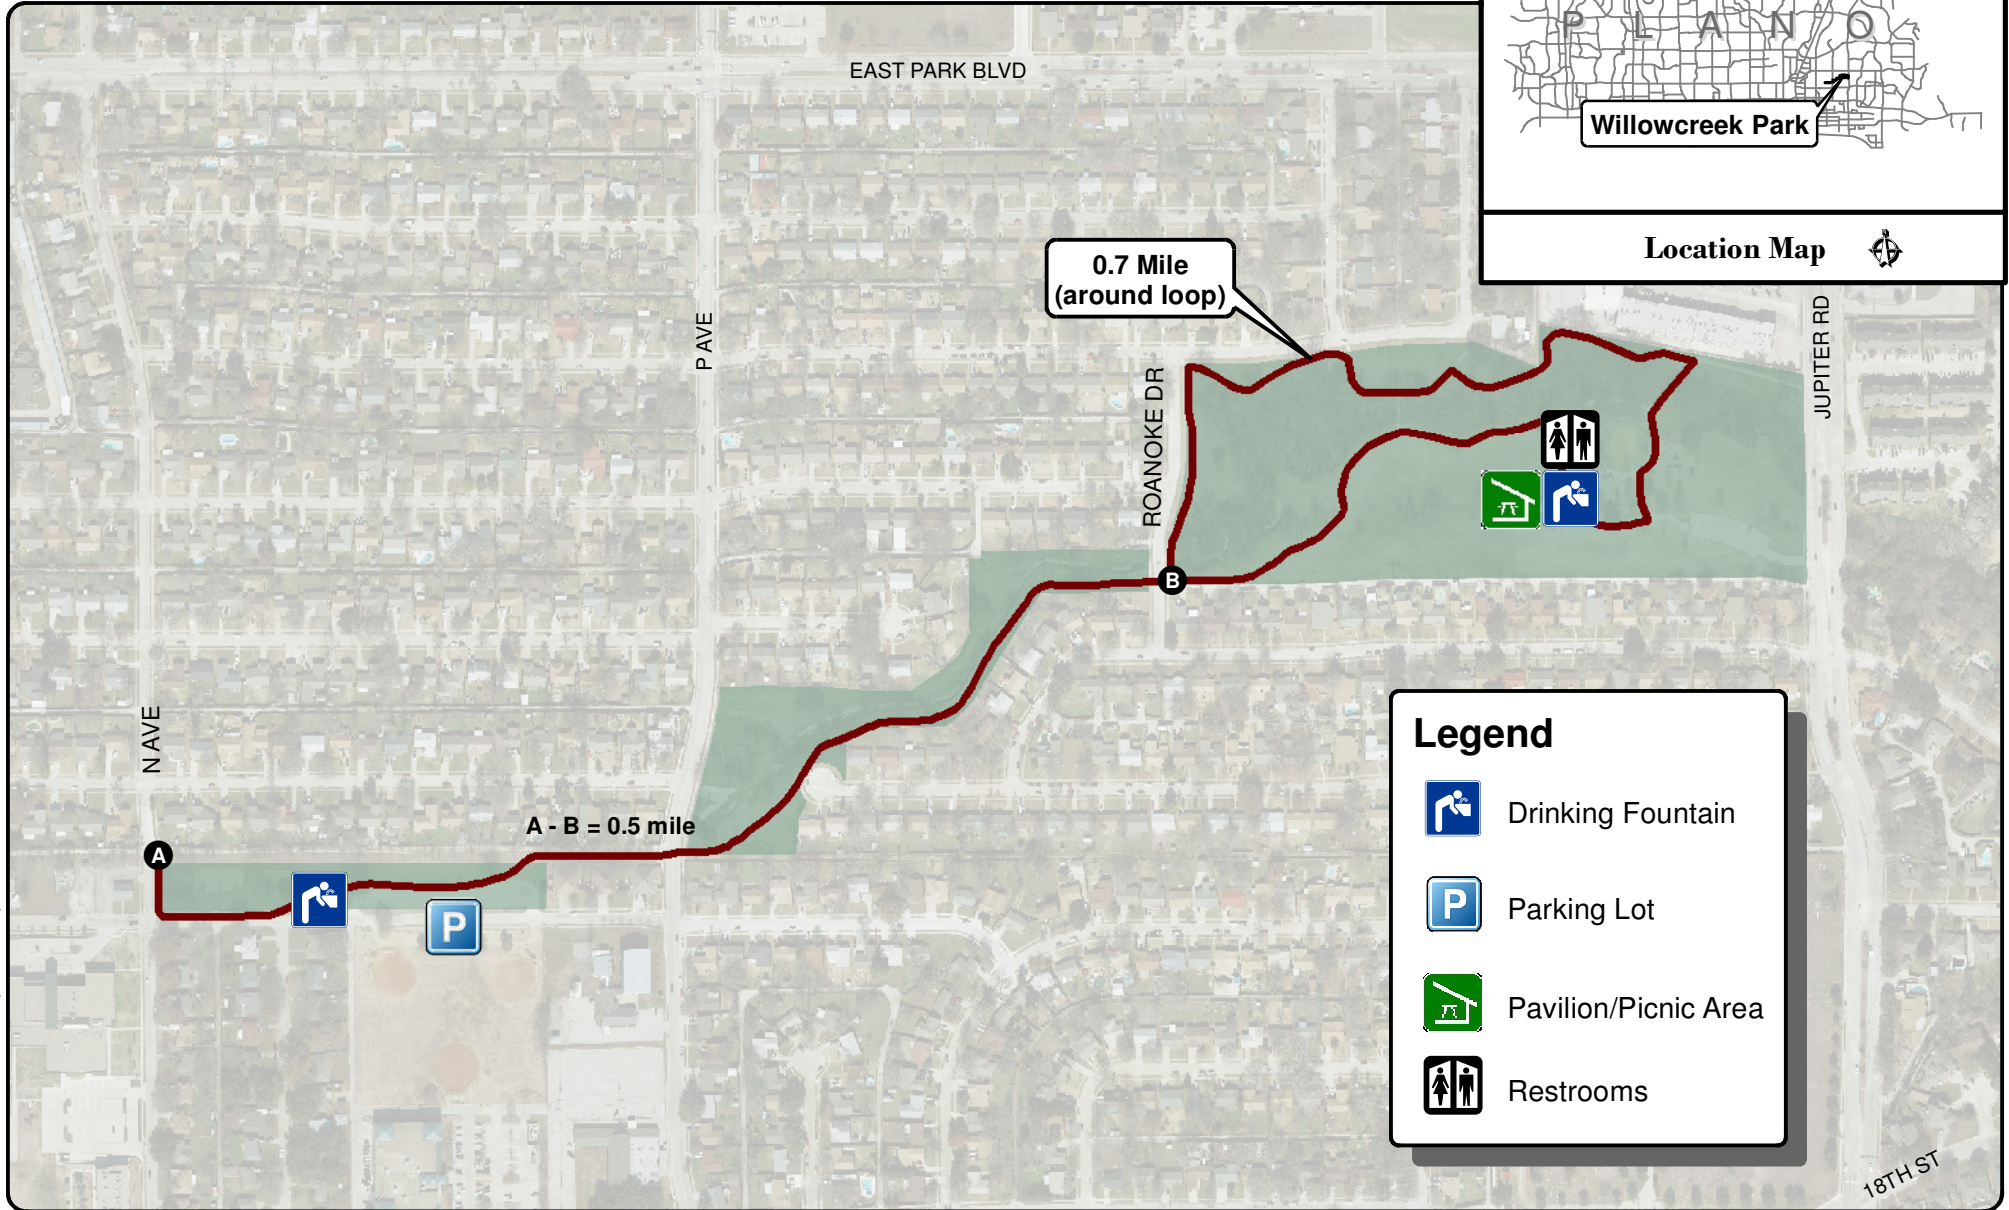 EAST PARK BLVD
P L A N O
Willowcreek Park
Location Map
0.7 Mile
(around loop)
P AVE
ROANOKE DR
JUPITER RD
B
N AVE
A - B = 0.5 mile
A
P
Legend
Drinking Fountain
P
Parking Lot
Pavilion/Picnic Area
Restrooms
18TH ST